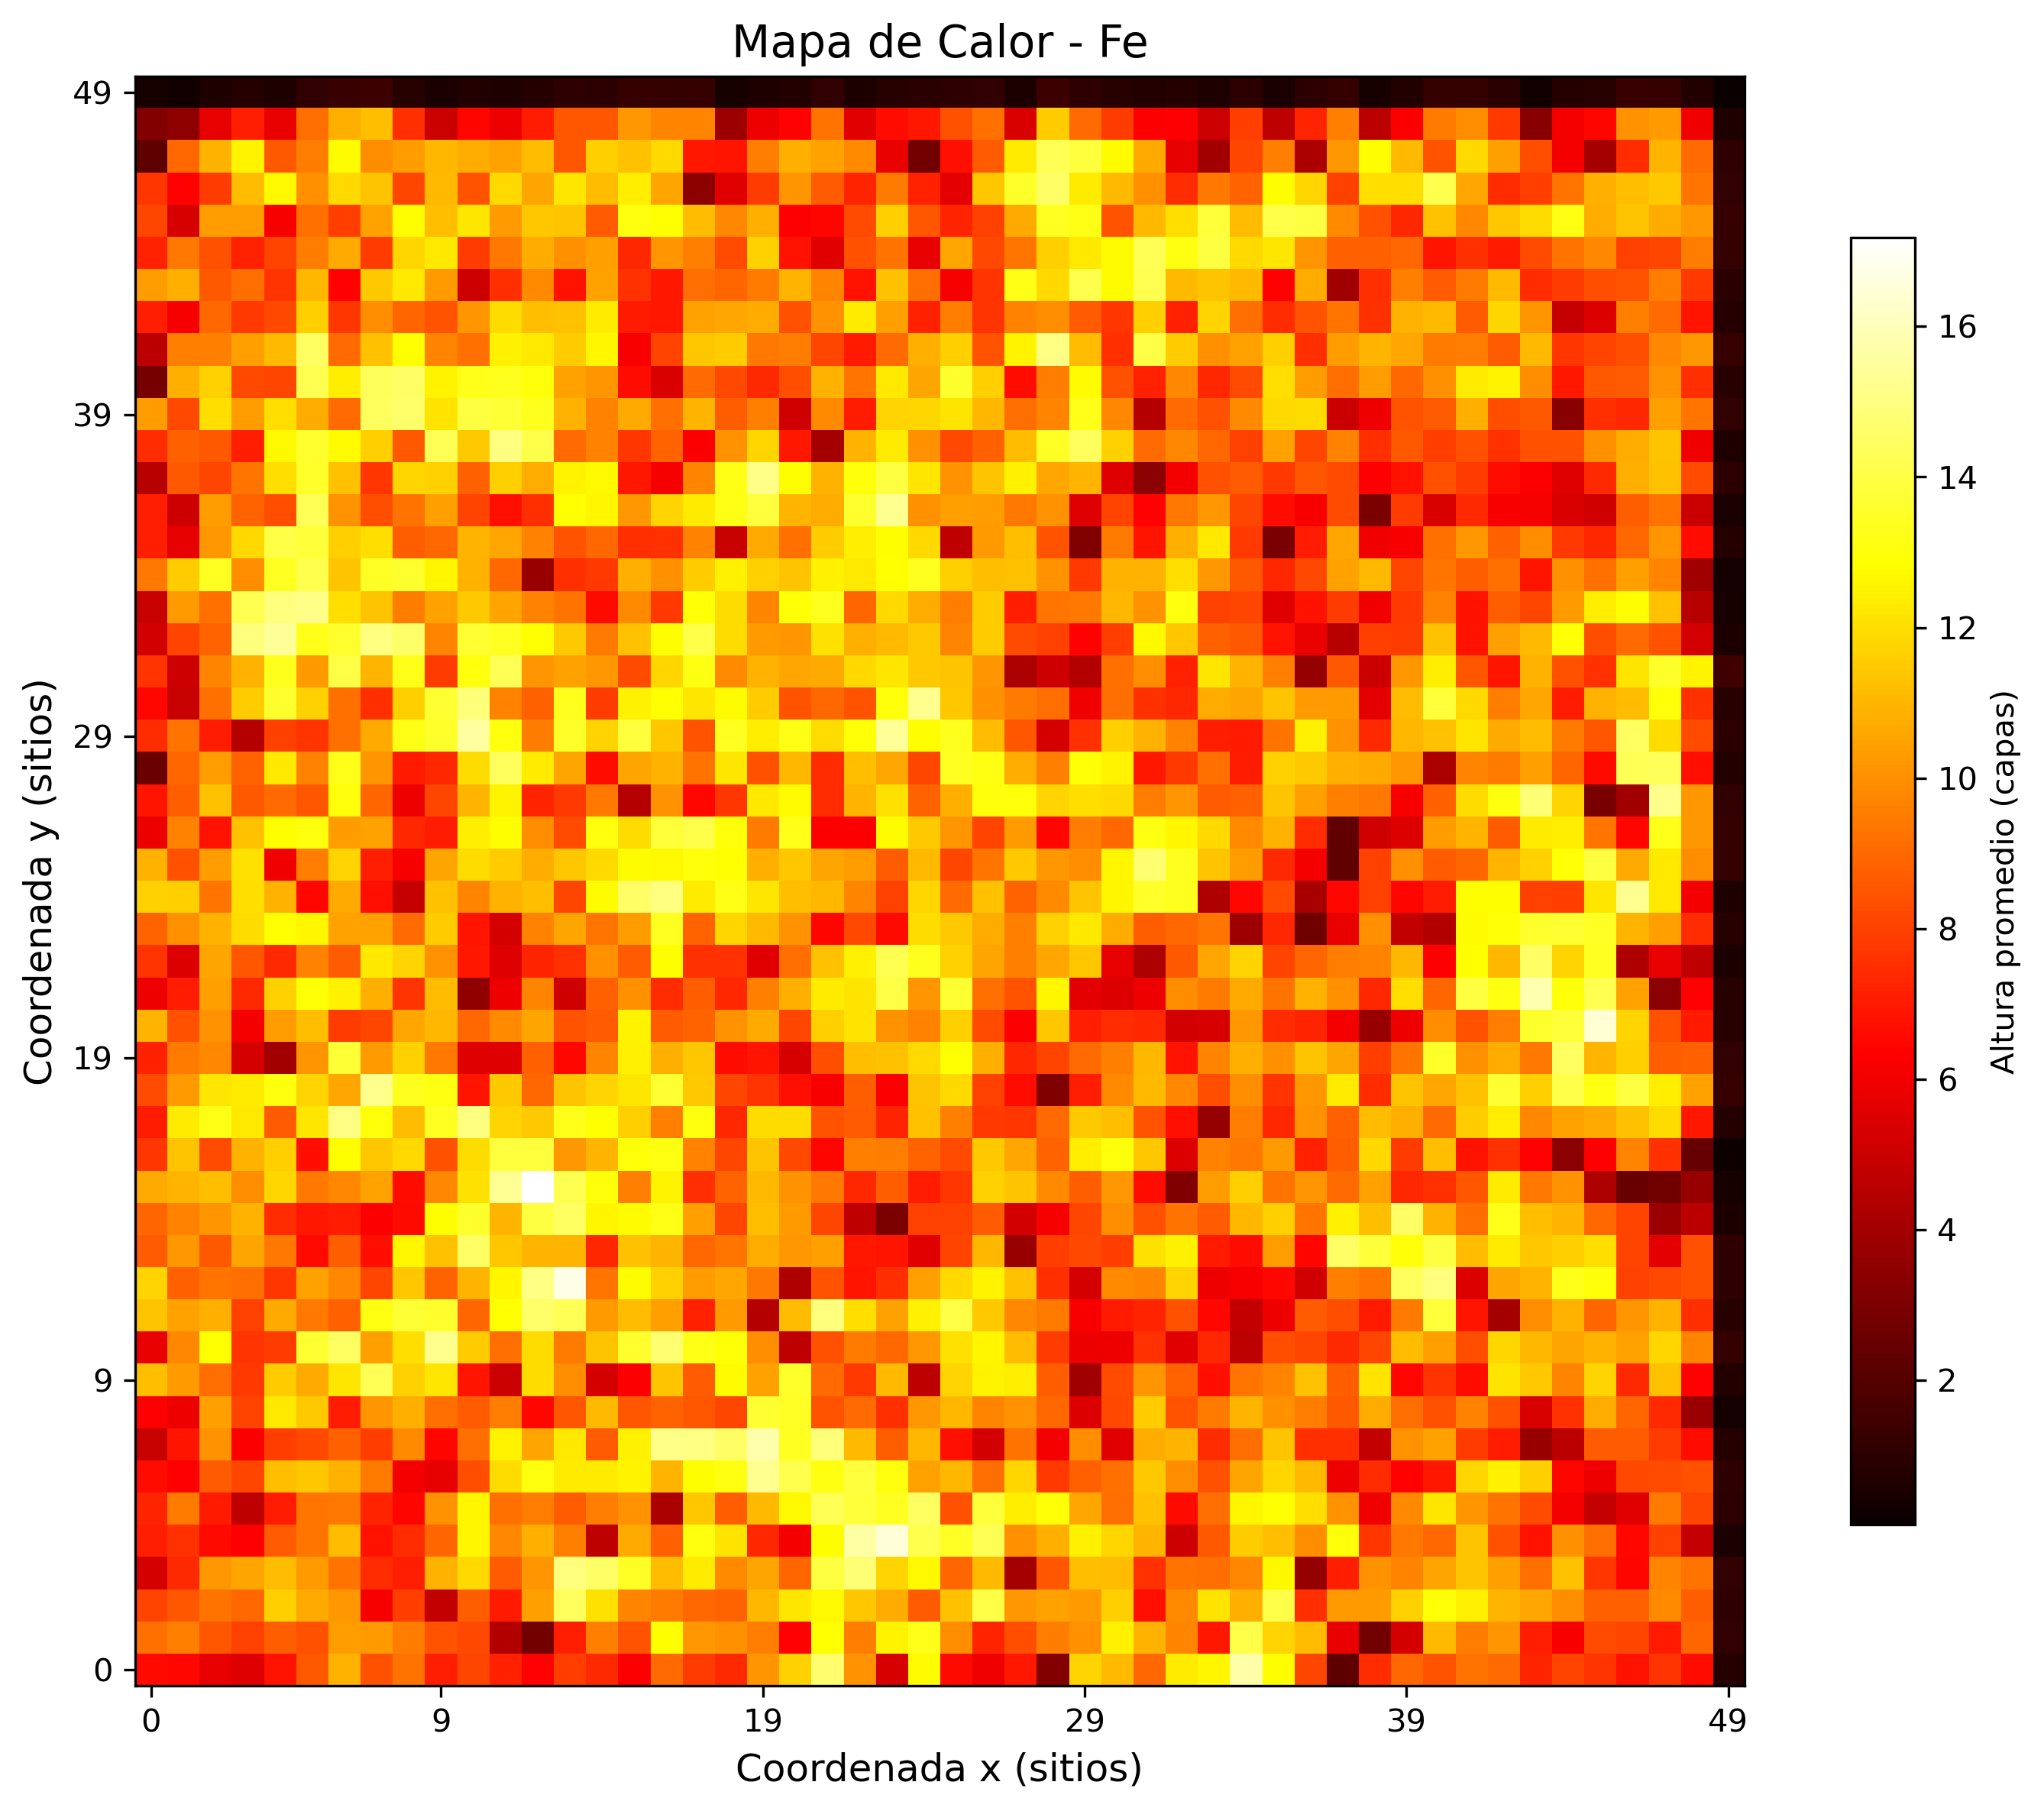 Mapa de Calor - Fe
Coordenada y (sitios)
49
39
29
19
9
0
0 9 19 29 39 49
Coordenada x (sitios)
16
14
12
10
8
6
4
2
Altura promedio (capas)